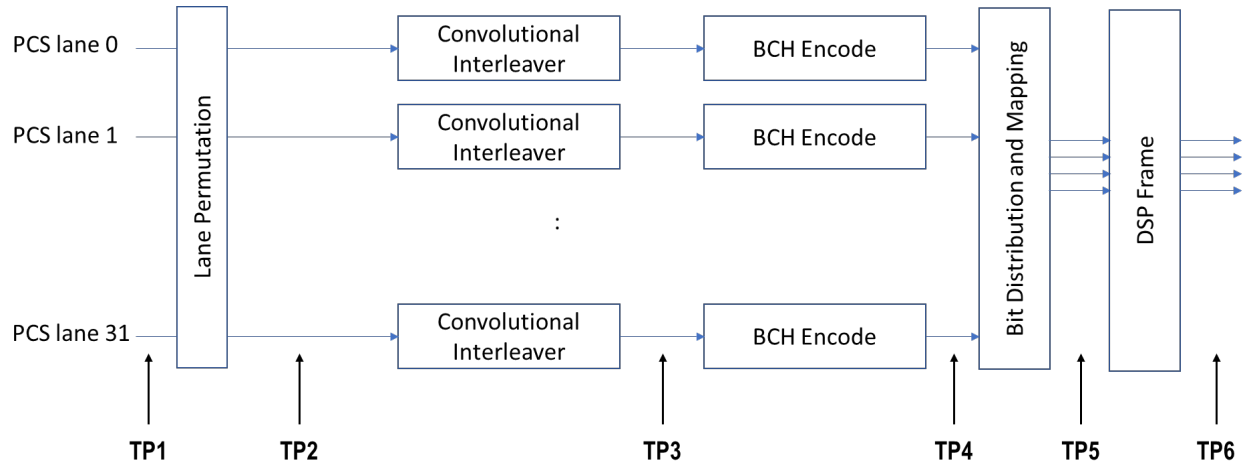 PCS lane 0
Convolutional
Interleaver
BCH Encode
PCS lane 1
Convolutional
Interleaver
BCH Encode
Lane Permutation
:
Bit Distribution and Mapping
DSP Frame
PCS lane 31
Convolutional
Interleaver
BCH Encode
TP1
TP2
TP3
TP4
TP5
TP6